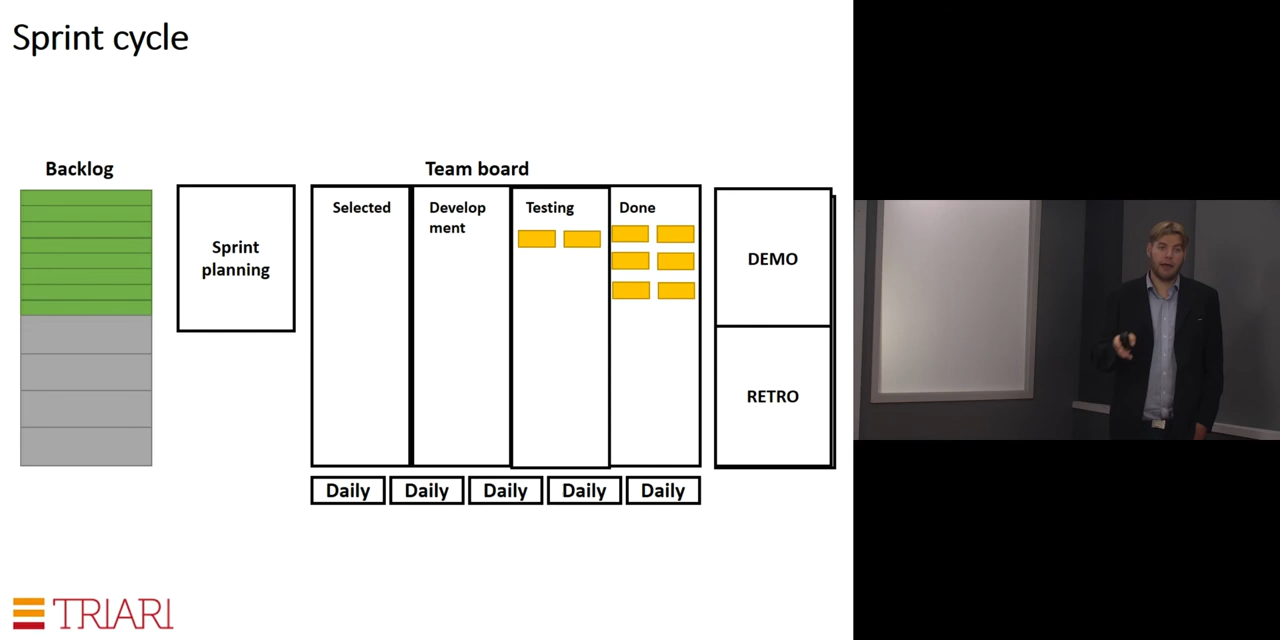 Sprint cycle
Backlog
Team board
Sprint
planning
Selected
Develop
ment
Testing
Done
DEMO
RETRO
Daily
Daily
Daily
Daily
Daily
TRIARI